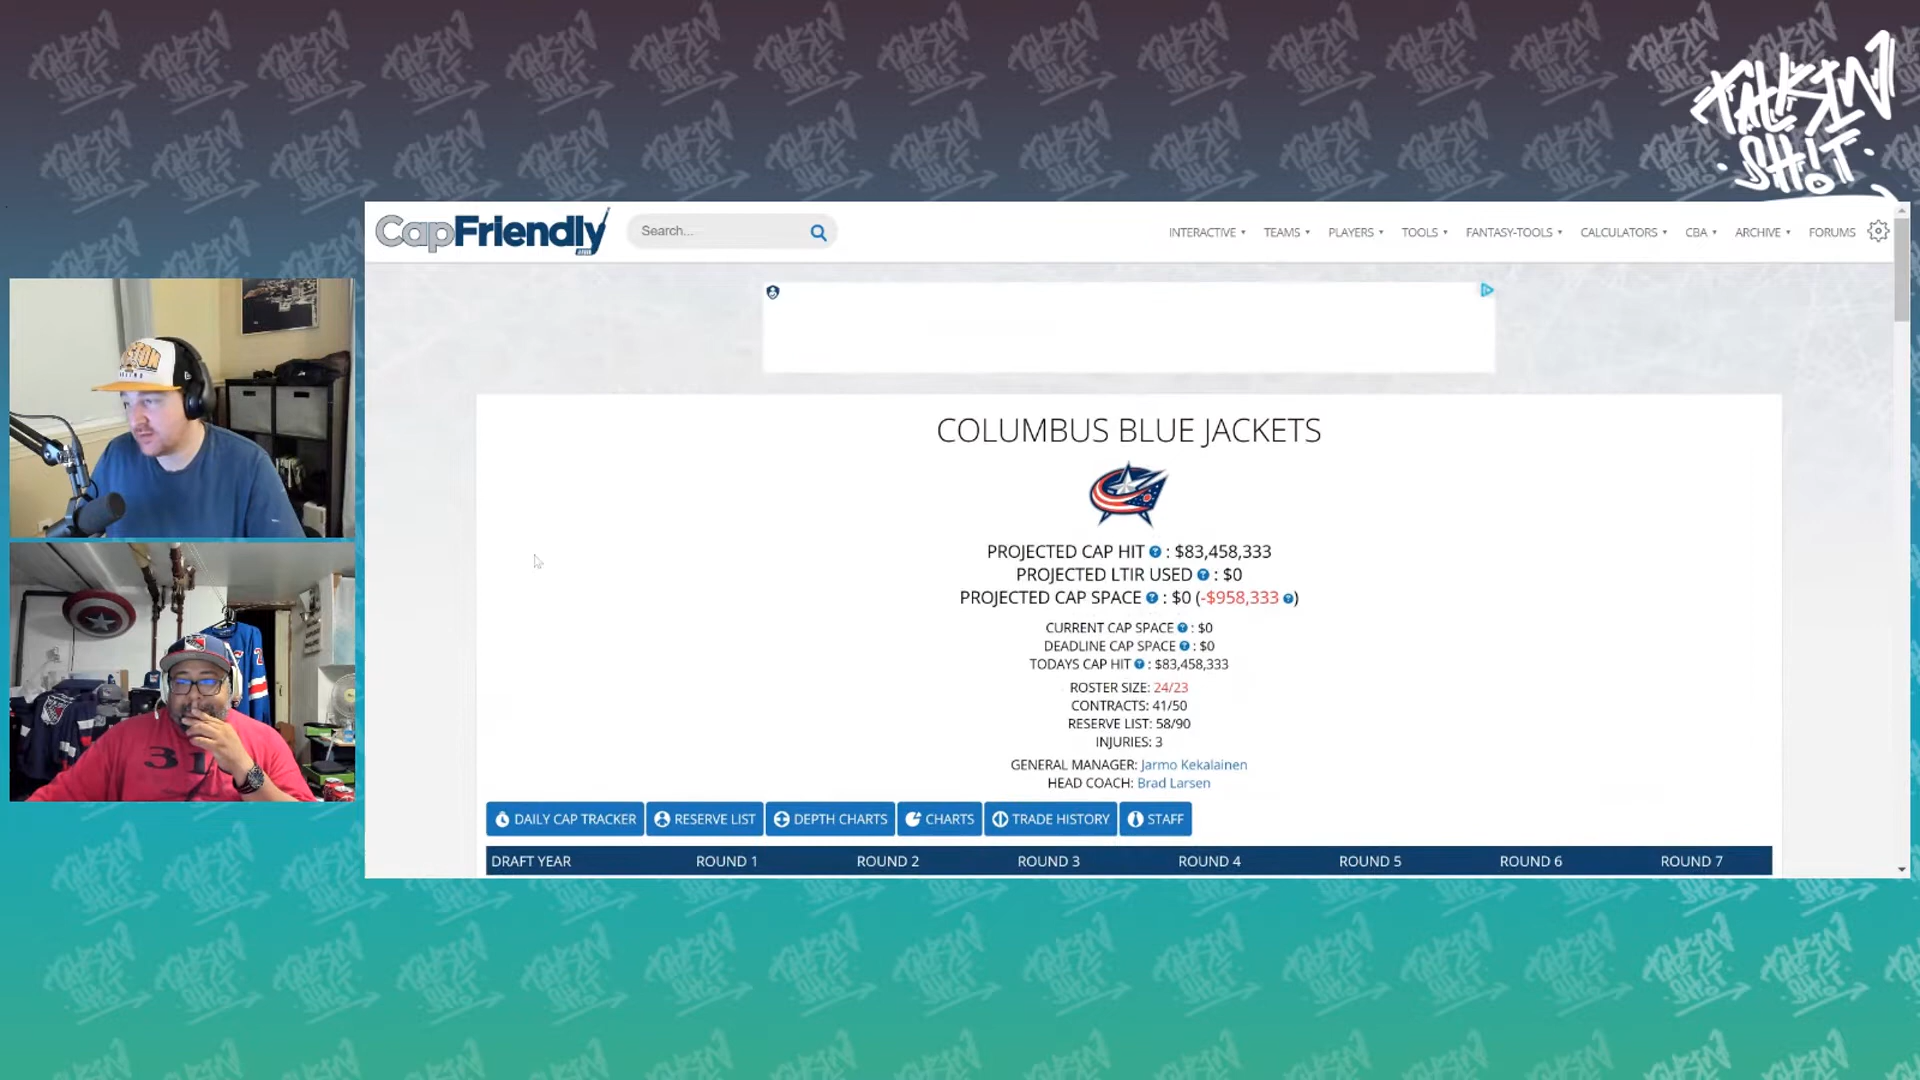 TALKIN
SH!T
CapFriendly
Search...
INTERACTIVE TEAMS PLAYERS TOOLS FANTASY-TOOLS CALCULATORS CBA ARCHIVE FORUMS
COLUMBUS BLUE JACKETS
PROJECTED CAP HIT ? : $83,458,333
PROJECTED LTIR USED ? : $0
PROJECTED CAP SPACE ? : $0 (-$958,333 ?)
CURRENT CAP SPACE ? : $0
DEADLINE CAP SPACE ? : $0
TODAYS CAP HIT ? : $83,458,333
ROSTER SIZE: 24/23
CONTRACTS: 41/50
RESERVE LIST: 58/90
INJURIES: 3
GENERAL MANAGER: Jarmo Kekalainen
HEAD COACH: Brad Larsen
DAILY CAP TRACKER RESERVE LIST DEPTH CHARTS CHARTS TRADE HISTORY STAFF
DRAFT YEAR ROUND 1 ROUND 2 ROUND 3 ROUND 4 ROUND 5 ROUND 6 ROUND 7